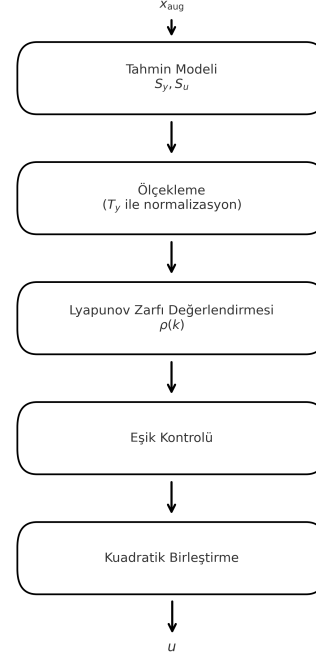 x_aug
Tahmin Modeli
S_y, S_u
Ölçekleme
(T_y ile normalizasyon)
Lyapunov Zarfı Değerlendirmesi
ρ(k)
Eşik Kontrolü
Kuadratik Birleştirme
u